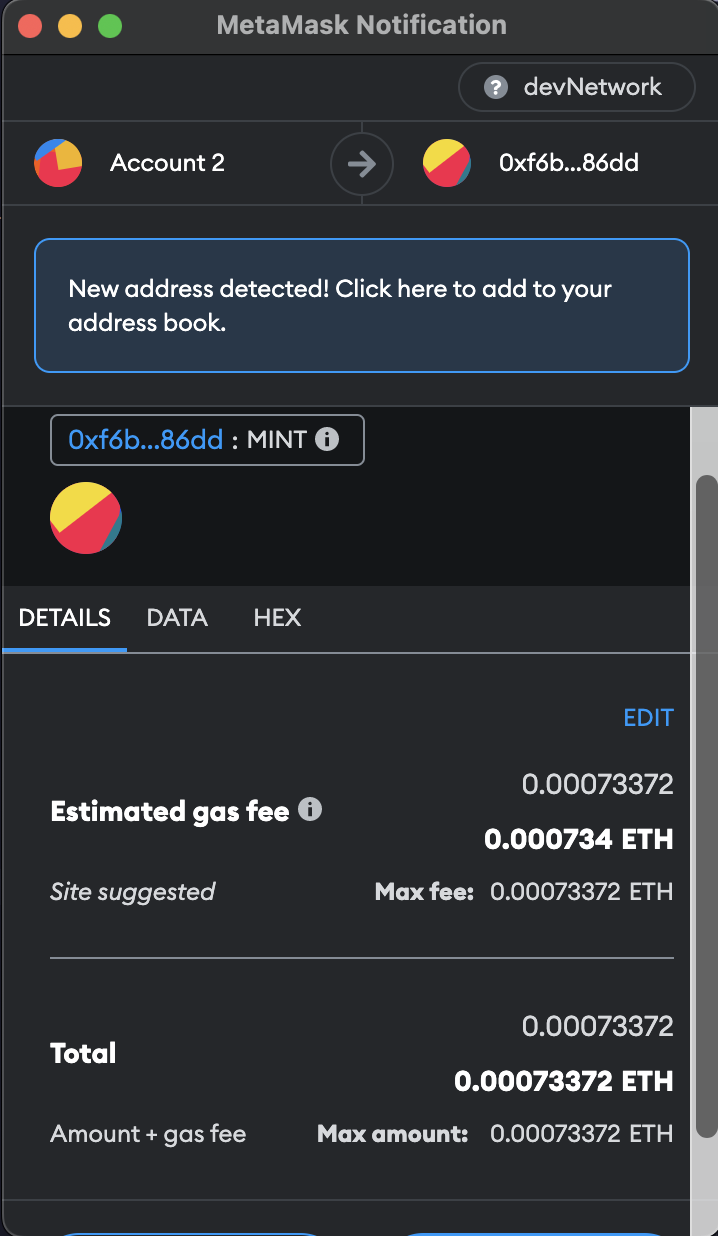 MetaMask Notification
? devNetwork
Account 2
0xf6b...86dd
New address detected! Click here to add to your
address book.
0xf6b...86dd : MINT
DETAILS DATA HEX
EDIT
0.00073372
Estimated gas fee
0.000734 ETH
Site suggested Max fee: 0.00073372 ETH
0.00073372
Total
0.00073372 ETH
Amount + gas fee Max amount: 0.00073372 ETH